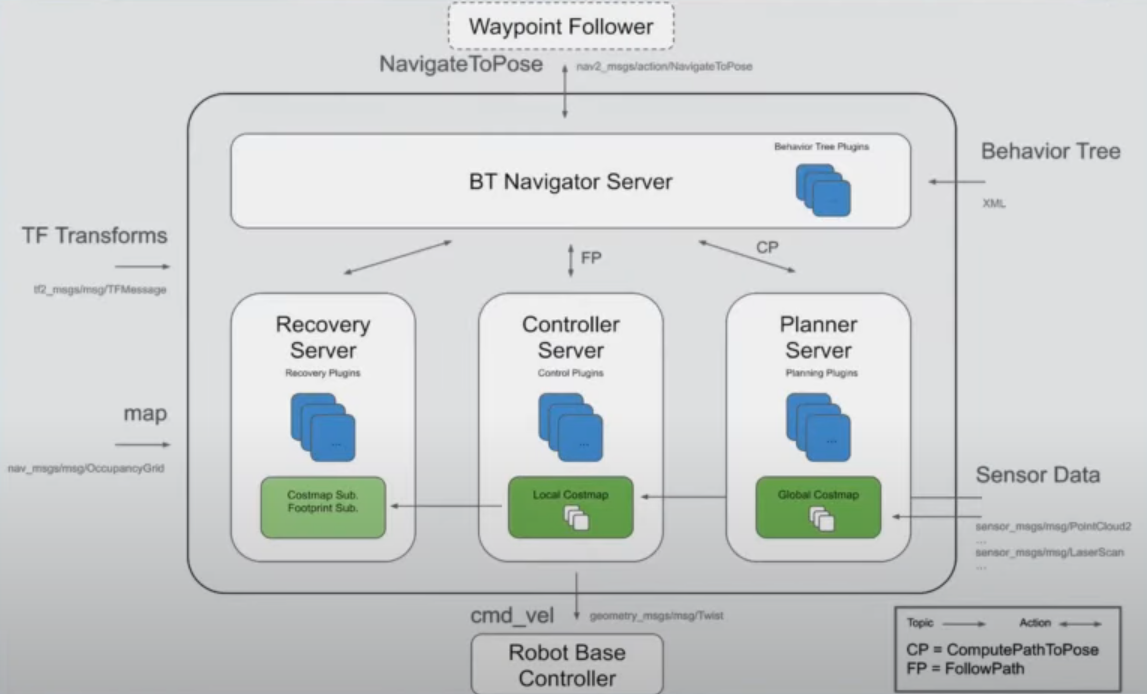 Waypoint Follower
NavigateToPose
nav2_msgs/action/NavigateToPose
Behavior Tree Plugins
BT Navigator Server
...
Behavior Tree
XML
TF Transforms
tf2_msgs/msg/TFMessage
FP
CP
Recovery
Server
Recovery Plugins
...
Controller
Server
Control Plugins
...
Planner
Server
Planning Plugins
...
map
nav_msgs/msg/OccupancyGrid
Costmap Sub.
Footprint Sub.
Local Costmap
Global Costmap
Sensor Data
sensor_msgs/msg/PointCloud2
...
sensor_msgs/msg/LaserScan
...
cmd_vel
geometry_msgs/msg/Twist
Robot Base
Controller
Topic
Action
CP = ComputePathToPose
FP = FollowPath